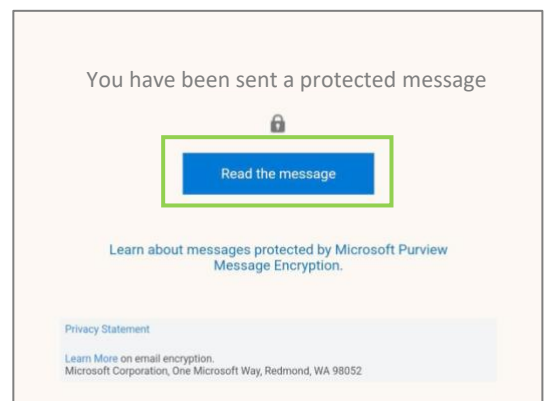 You have been sent a protected message
Read the message
Learn about messages protected by Microsoft Purview
Message Encryption.
Privacy Statement
Learn More on email encryption.
Microsoft Corporation, One Microsoft Way, Redmond, WA 98052